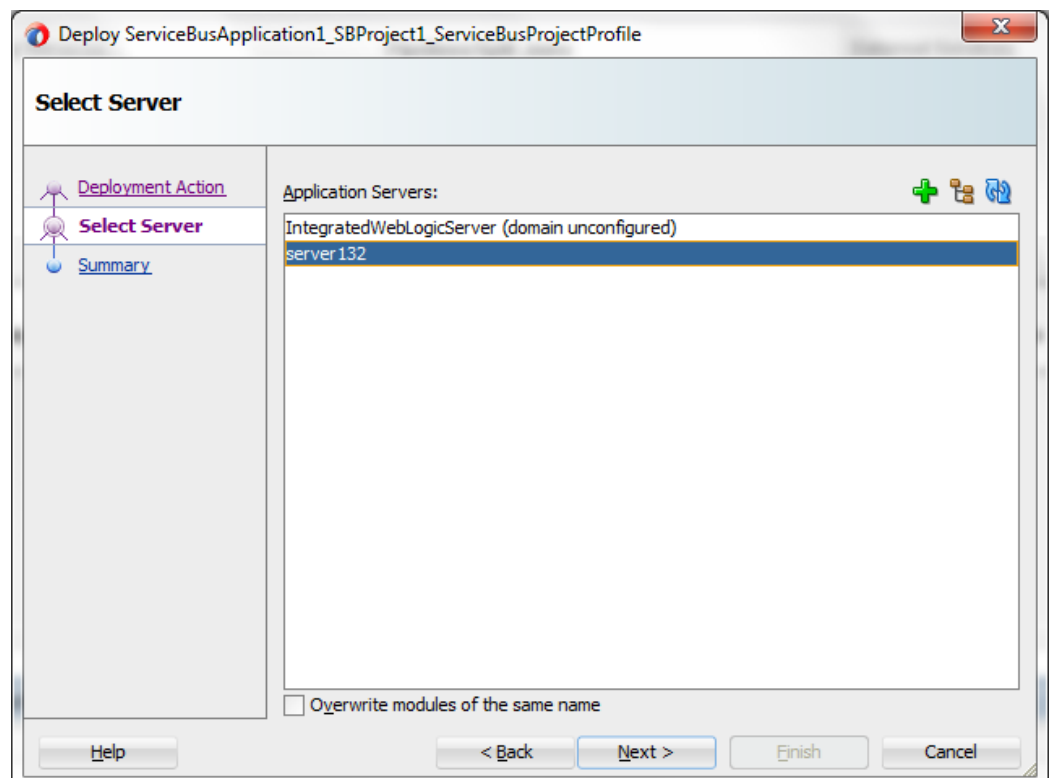 Deploy ServiceBusApplication1_SBProject1_ServiceBusProjectProfile
Select Server
Deployment Action
Select Server
Summary
Application Servers:
IntegratedWebLogicServer (domain unconfigured)
server132
Overwrite modules of the same name
Help
< Back
Next >
Finish
Cancel